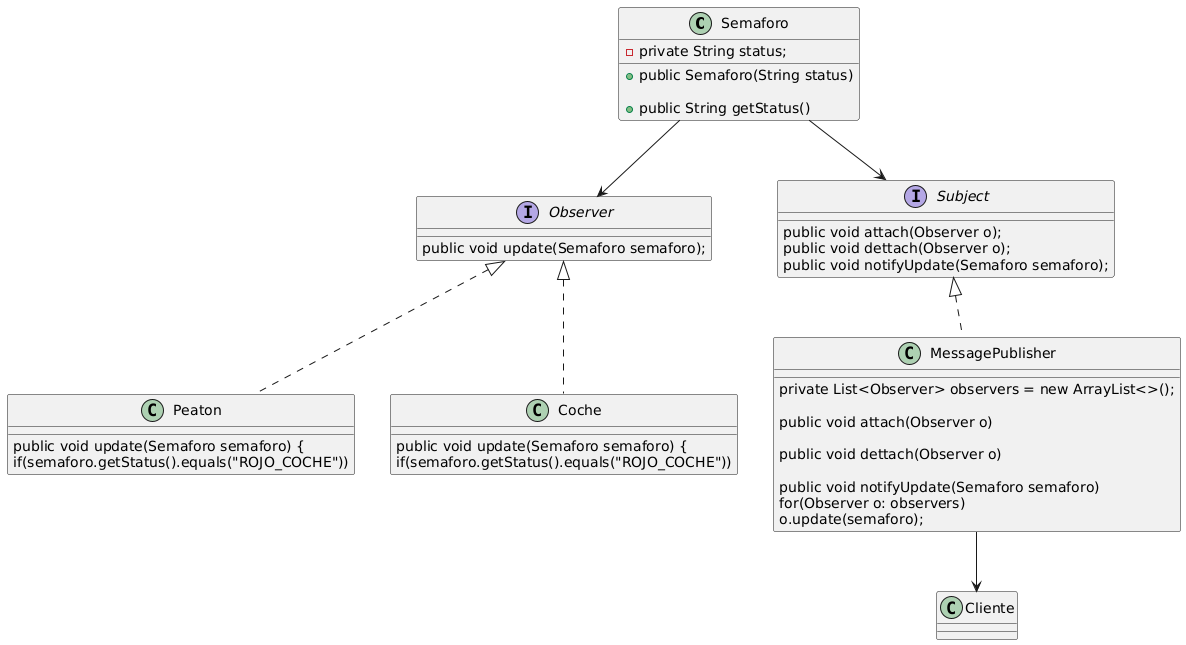 C Semaforo
private String status;
public Semaforo(String status)
public String getStatus()
I Observer
public void update(Semaforo semaforo);
I Subject
public void attach(Observer o);
public void dettach(Observer o);
public void notifyUpdate(Semaforo semaforo);
C Peaton
public void update(Semaforo semaforo) {
if(semaforo.getStatus().equals("ROJO_COCHE"))
C Coche
public void update(Semaforo semaforo) {
if(semaforo.getStatus().equals("ROJO_COCHE"))
C MessagePublisher
private List<Observer> observers = new ArrayList<>();
public void attach(Observer o)
public void dettach(Observer o)
public void notifyUpdate(Semaforo semaforo)
for(Observer o: observers)
o.update(semaforo);
C Cliente